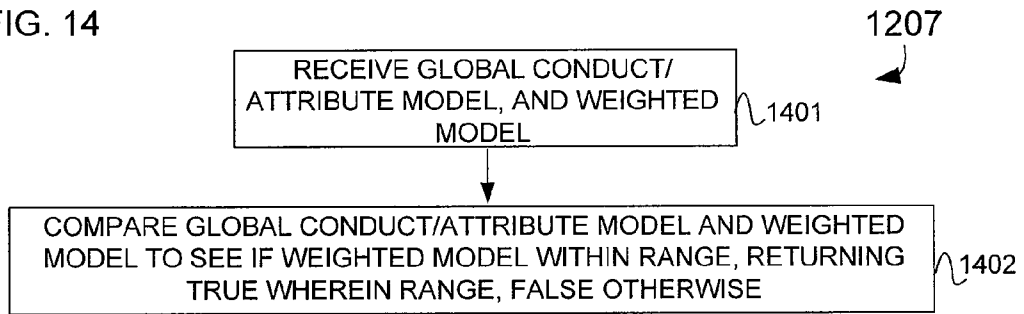 FIG. 14
1207
RECEIVE GLOBAL CONDUCT/
ATTRIBUTE MODEL, AND WEIGHTED
MODEL
1401
COMPARE GLOBAL CONDUCT/ATTRIBUTE MODEL AND WEIGHTED
MODEL TO SEE IF WEIGHTED MODEL WITHIN RANGE, RETURNING
TRUE WHEREIN RANGE, FALSE OTHERWISE
1402